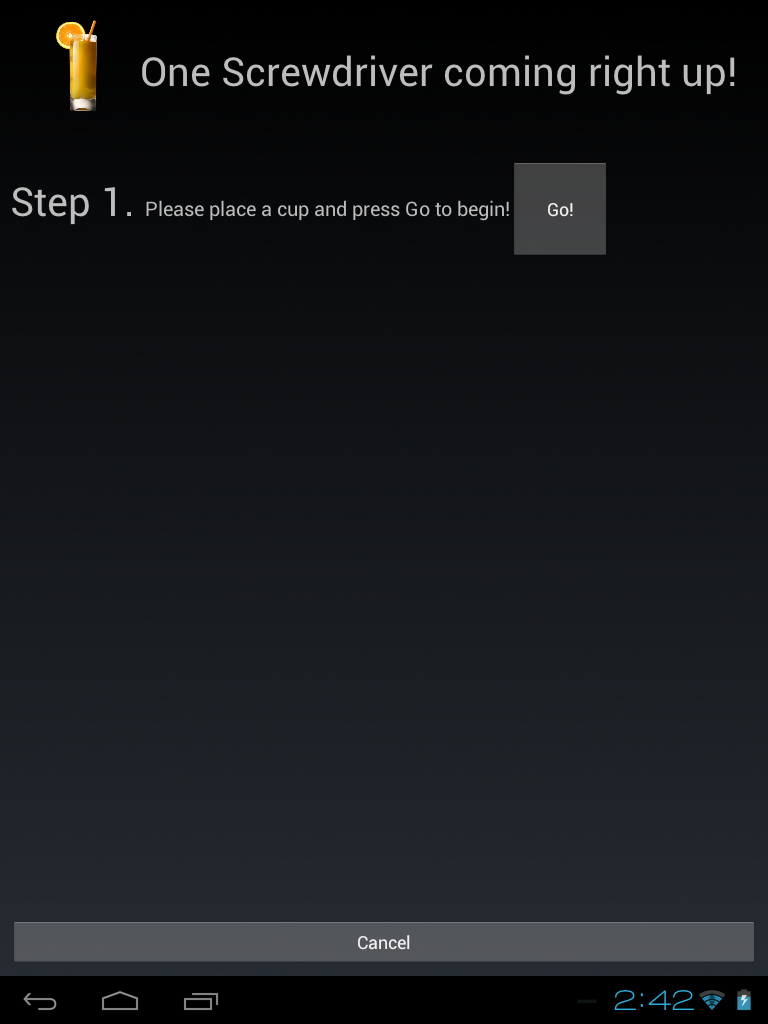 One Screwdriver coming right up!
Step 1. Please place a cup and press Go to begin! Go!
Cancel
2:42